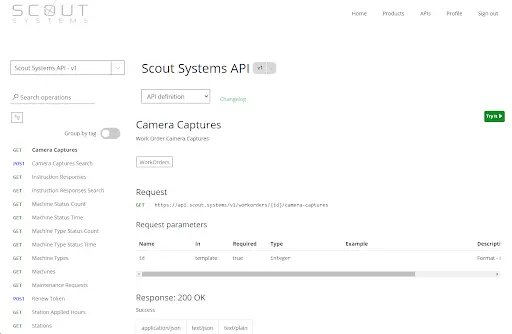 SCOUT
SYSTEMS
Home Products APIs Profile Sign out
Scout Systems API - v1
Scout Systems API v1
Search operations
API definition Changelog
Try it
Group by tag
Camera Captures
Work Order Camera Captures
WorkOrders
GET Camera Captures
POST Camera Captures Search
GET Instruction Responses
GET Instruction Responses Search
GET Machine Status Count
GET Machine Status Time
GET Machine Type Status Count
GET Machine Type Status Time
GET Machine Types
GET Machines
GET Maintenance Requests
POST Renew Token
GET Station Applied Hours
GET Stations
Request
GET https://api.scout.systems/v1/workorders/{id}/camera-captures
Request parameters
Name In Required Type Example Descripti
id template true Integer Format -
Response: 200 OK
Success
application/json text/json text/plain